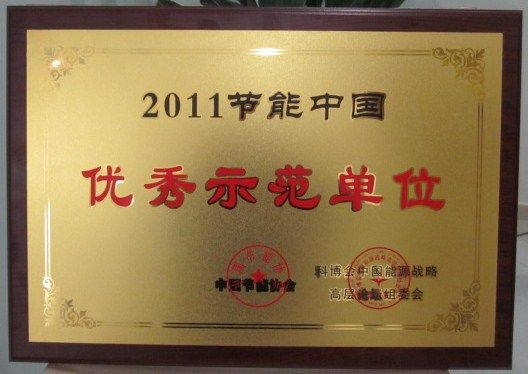 2011节能中国
优秀示范单位
中国节能协会
科博会中国能源战略
高层论坛组委会